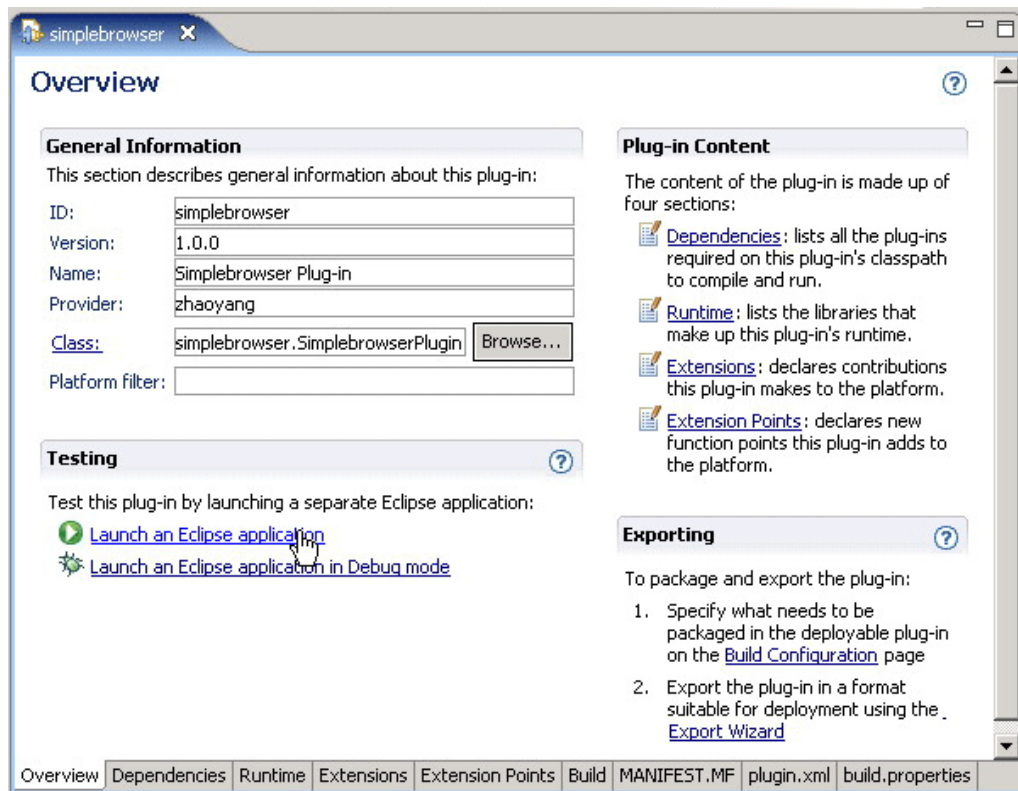 simplebrowser
Overview
General Information
This section describes general information about this plug-in:
ID: simplebrowser
Version: 1.0.0
Name: Simplebrowser Plug-in
Provider: zhaoyang
Class: simplebrowser.SimplebrowserPlugin Browse...
Platform filter:
Testing
Test this plug-in by launching a separate Eclipse application:
Launch an Eclipse application
Launch an Eclipse application in Debug mode
Plug-in Content
The content of the plug-in is made up of
four sections:
Dependencies: lists all the plug-ins
required on this plug-in's classpath
to compile and run.
Runtime: lists the libraries that
make up this plug-in's runtime.
Extensions: declares contributions
this plug-in makes to the platform.
Extension Points: declares new
function points this plug-in adds to
the platform.
Exporting
To package and export the plug-in:
1. Specify what needs to be
packaged in the deployable plug-in
on the Build Configuration page
2. Export the plug-in in a format
suitable for deployment using the
Export Wizard
Overview Dependencies Runtime Extensions Extension Points Build MANIFEST.MF plugin.xml build.properties